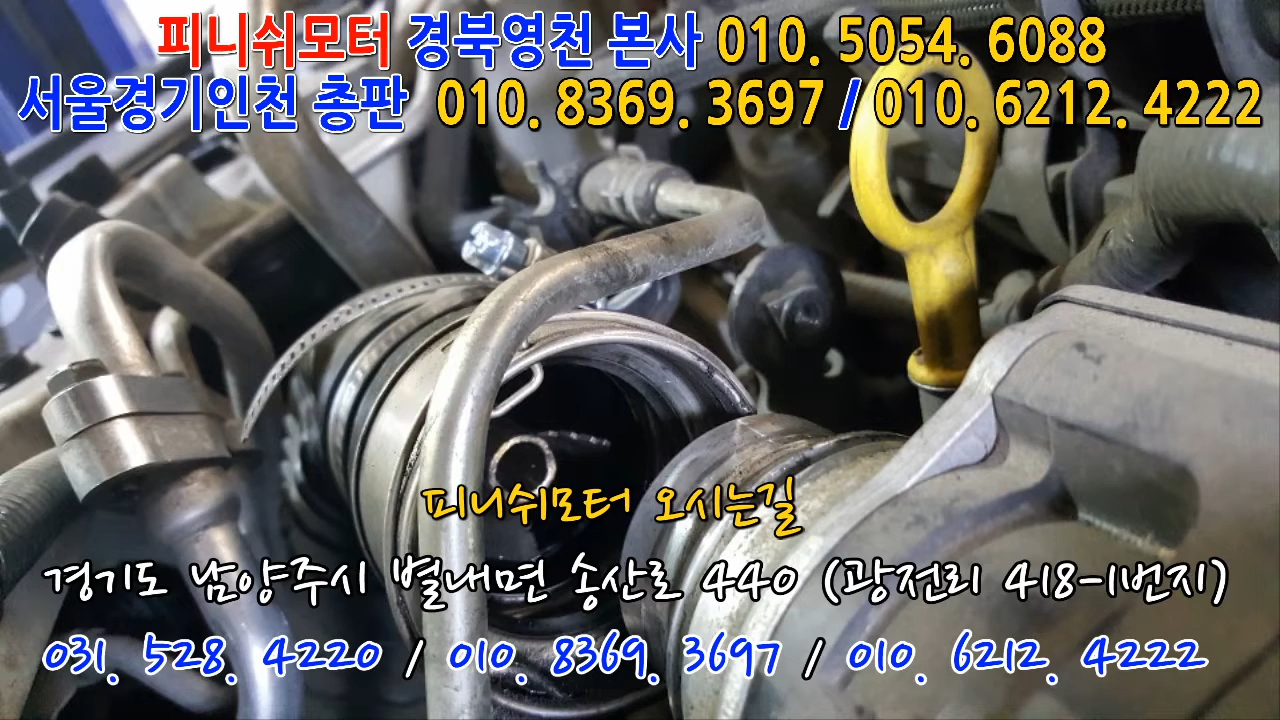 피니쉬모터 경북영천 본사 010. 5054. 6088
서울경기인천 총판 010. 8369. 3697 / 010. 6212. 4222
피니쉬모터 오시는길
경기도 남양주시 별내면 송산로 440 (광전리 418-1번지)
031. 528. 4220 / 010. 8369. 3697 / 010. 6212. 4222